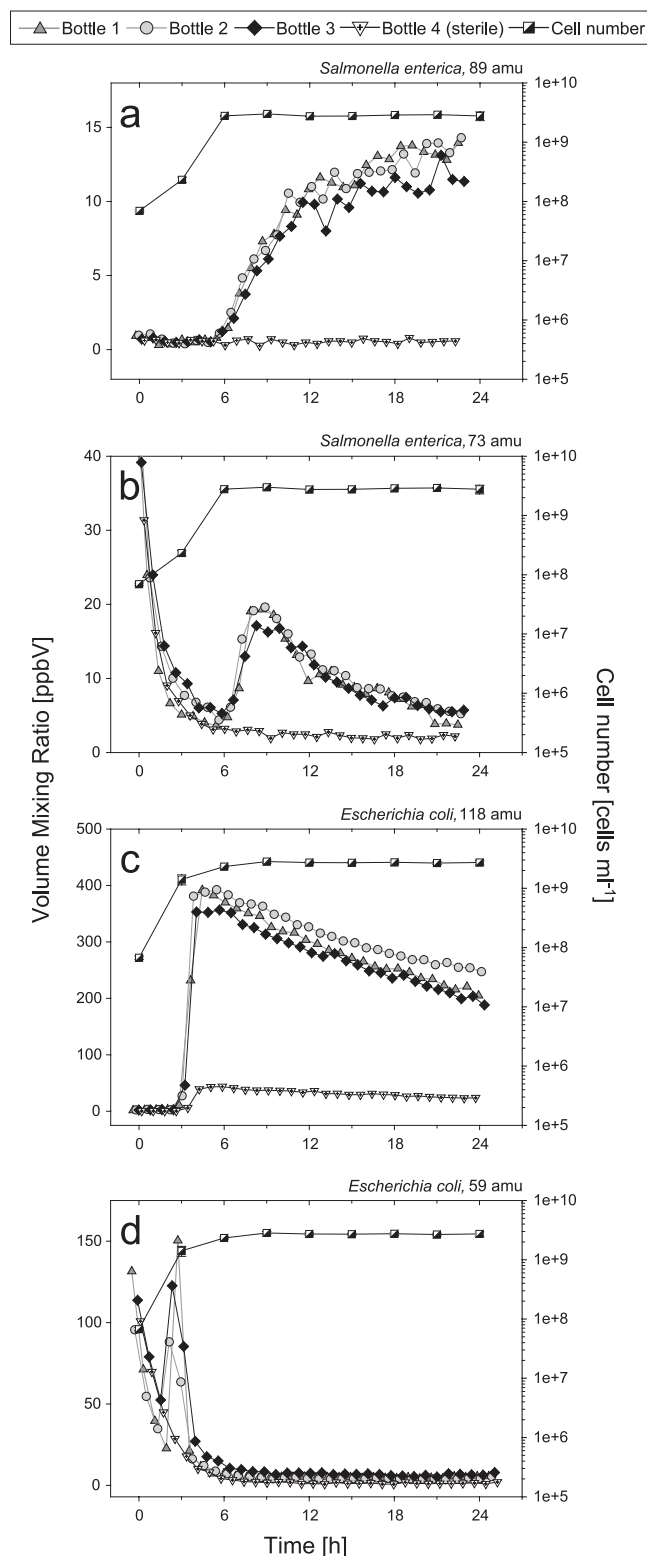 Bottle 1 Bottle 2 Bottle 3 Bottle 4 (sterile) Cell number
Salmonella enterica, 89 amu
a
15
10
5
0
1e+10
1e+9
1e+8
1e+7
1e+6
1e+5
0 6 12 18 24
Salmonella enterica, 73 amu
b
40
30
20
10
0
1e+10
1e+9
1e+8
1e+7
1e+6
1e+5
0 6 12 18 24
Volume Mixing Ratio [ppbV]
Cell number [cells ml-1]
Escherichia coli, 118 amu
c
500
400
300
200
100
0
1e+10
1e+9
1e+8
1e+7
1e+6
1e+5
0 6 12 18 24
Escherichia coli, 59 amu
d
150
100
50
0
1e+10
1e+9
1e+8
1e+7
1e+6
1e+5
0 6 12 18 24
Time [h]